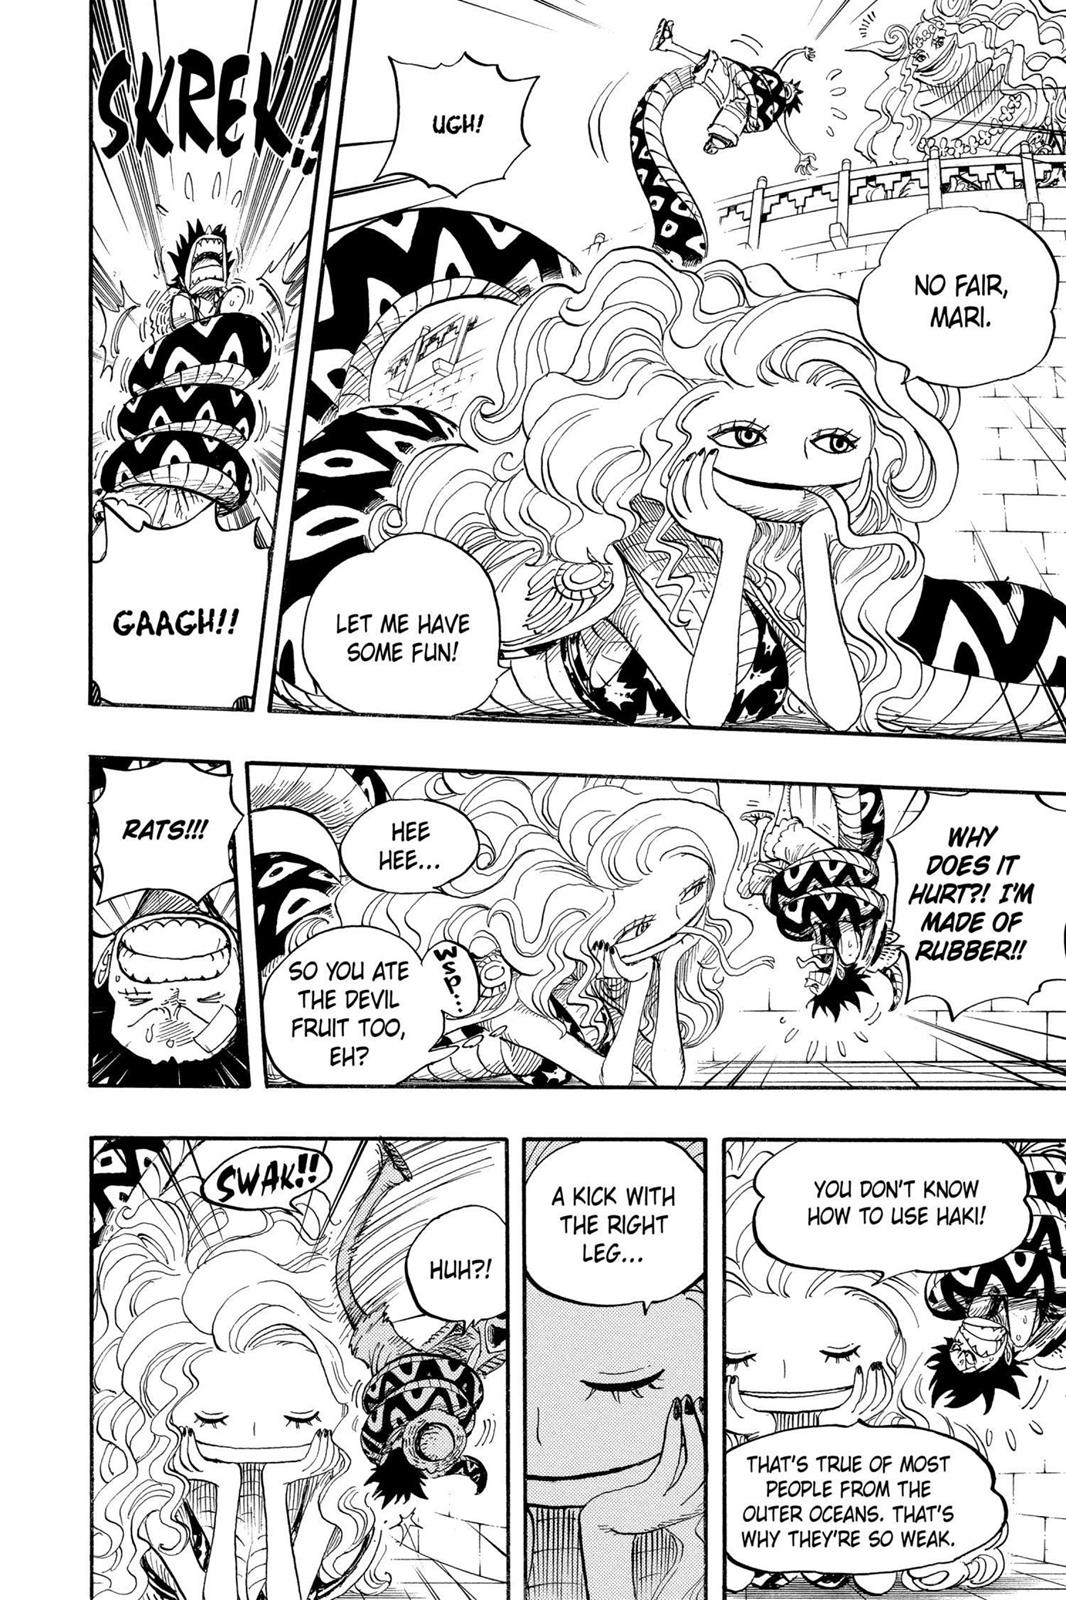 UGH!
NO FAIR,
MARI.
LET ME HAVE
SOME FUN!
SKREK!!
GAAGH!!
WHY
DOES IT
HURT?! I'M
MADE OF
RUBBER!!
HEE
HEE...
WSP...
SO YOU ATE
THE DEVIL
FRUIT TOO,
EH?
RATS!!!
YOU DON'T KNOW
HOW TO USE HAKI!
THAT'S TRUE OF MOST
PEOPLE FROM THE
OUTER OCEANS. THAT'S
WHY THEY'RE SO WEAK.
A KICK WITH
THE RIGHT
LEG...
HUH?!
SWAK!!